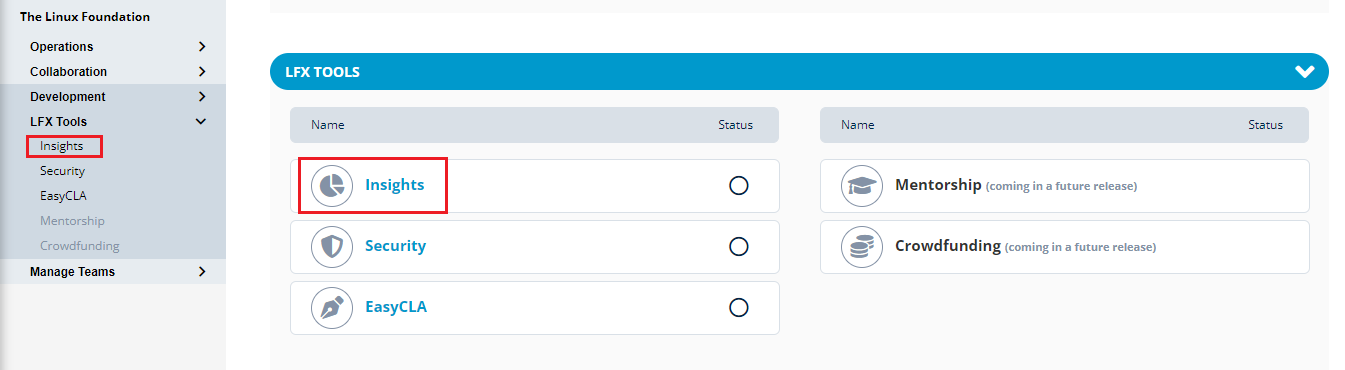 The Linux Foundation
Operations
Collaboration
Development
LFX Tools
Insights
Security
EasyCLA
Mentorship
Crowdfunding
Manage Teams
LFX TOOLS
Name Status
Insights
Security
EasyCLA
Name Status
Mentorship (coming in a future release)
Crowdfunding (coming in a future release)